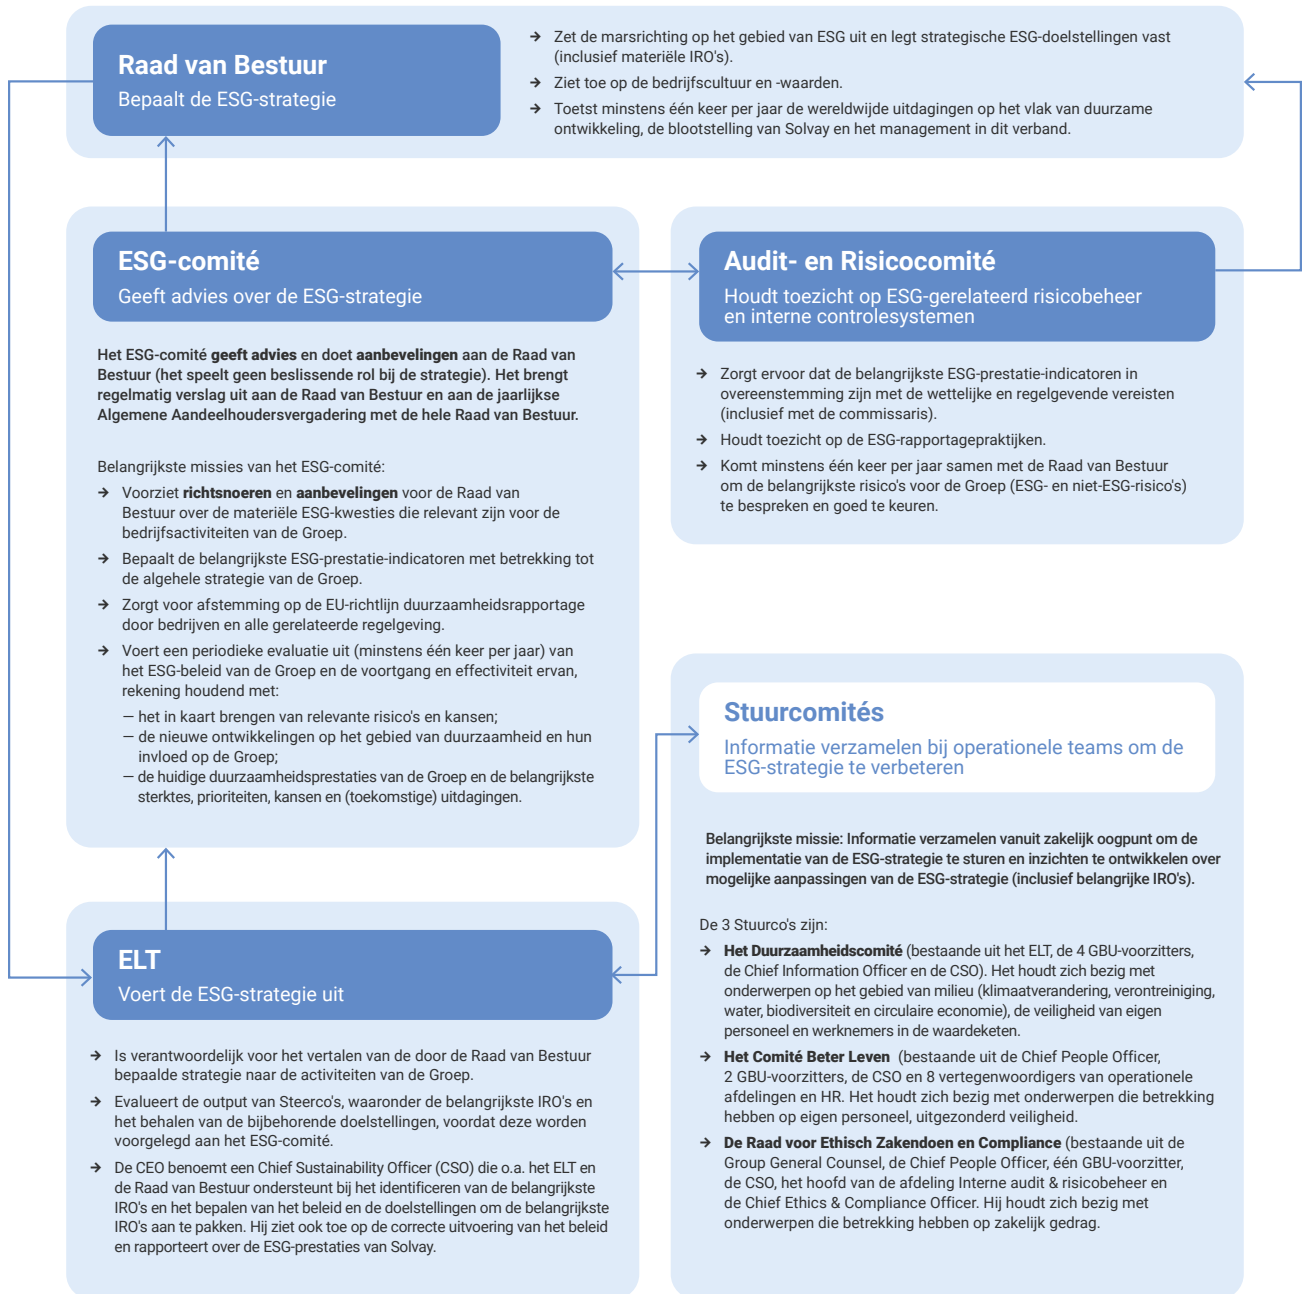 Raad van Bestuur
Bepaalt de ESG-strategie
→ Zet de marsrichting op het gebied van ESG uit en legt strategische ESG-doelstellingen vast
(inclusief materiële IRO's).
→ Ziet toe op de bedrijfscultuur en -waarden.
→ Toetst minstens één keer per jaar de wereldwijde uitdagingen op het vlak van duurzame
ontwikkeling, de blootstelling van Solvay en het management in dit verband.
ESG-comité
Geeft advies over de ESG-strategie
Het ESG-comité geeft advies en doet aanbevelingen aan de Raad van
Bestuur (het speelt geen beslissende rol bij de strategie). Het brengt
regelmatig verslag uit aan de Raad van Bestuur en aan de jaarlijkse
Algemene Aandeelhoudersvergadering met de hele Raad van Bestuur.
Belangrijkste missies van het ESG-comité:
→ Voorziet richtsnoeren en aanbevelingen voor de Raad van
Bestuur over de materiële ESG-kwesties die relevant zijn voor de
bedrijfsactiviteiten van de Groep.
→ Bepaalt de belangrijkste ESG-prestatie-indicatoren met betrekking tot
de algehele strategie van de Groep.
→ Zorgt voor afstemming op de EU-richtlijn duurzaamheidsrapportage
door bedrijven en alle gerelateerde regelgeving.
→ Voert een periodieke evaluatie uit (minstens één keer per jaar) van
het ESG-beleid van de Groep en de voortgang en effectiviteit ervan,
rekening houdend met:
— het in kaart brengen van relevante risico's en kansen;
— de nieuwe ontwikkelingen op het gebied van duurzaamheid en hun
invloed op de Groep;
— de huidige duurzaamheidsprestaties van de Groep en de belangrijkste
sterktes, prioriteiten, kansen en (toekomstige) uitdagingen.
Audit- en Risicocomité
Houdt toezicht op ESG-gerelateerd risicobeheer
en interne controlesystemen
→ Zorgt ervoor dat de belangrijkste ESG-prestatie-indicatoren in
overeenstemming zijn met de wettelijke en regelgevende vereisten
(inclusief met de commissaris).
→ Houdt toezicht op de ESG-rapportagepraktijken.
→ Komt minstens één keer per jaar samen met de Raad van Bestuur
om de belangrijkste risico's voor de Groep (ESG- en niet-ESG-risico's)
te bespreken en goed te keuren.
ELT
Voert de ESG-strategie uit
→ Is verantwoordelijk voor het vertalen van de door de Raad van Bestuur
bepaalde strategie naar de activiteiten van de Groep.
→ Evalueert de output van Steerco's, waaronder de belangrijkste IRO's en
het behalen van de bijbehorende doelstellingen, voordat deze worden
voorgelegd aan het ESG-comité.
→ De CEO benoemt een Chief Sustainability Officer (CSO) die o.a. het ELT en
de Raad van Bestuur ondersteunt bij het identificeren van de belangrijkste
IRO's en het bepalen van het beleid en de doelstellingen om de belangrijkste
IRO's aan te pakken. Hij ziet ook toe op de correcte uitvoering van het beleid
en rapporteert over de ESG-prestaties van Solvay.
Stuurcomités
Informatie verzamelen bij operationele teams om de
ESG-strategie te verbeteren
Belangrijkste missie: Informatie verzamelen vanuit zakelijk oogpunt om de
implementatie van de ESG-strategie te sturen en inzichten te ontwikkelen over
mogelijke aanpassingen van de ESG-strategie (inclusief belangrijke IRO's).
De 3 Stuurco's zijn:
→ Het Duurzaamheidscomité (bestaande uit het ELT, de 4 GBU-voorzitters,
de Chief Information Officer en de CSO). Het houdt zich bezig met
onderwerpen op het gebied van milieu (klimaatverandering, verontreiniging,
water, biodiversiteit en circulaire economie), de veiligheid van eigen
personeel en werknemers in de waardeketen.
→ Het Comité Beter Leven (bestaande uit de Chief People Officer,
2 GBU-voorzitters, de CSO en 8 vertegenwoordigers van operationele
afdelingen en HR. Het houdt zich bezig met onderwerpen die betrekking
hebben op eigen personeel, uitgezonderd veiligheid.
→ De Raad voor Ethisch Zakendoen en Compliance (bestaande uit de
Group General Counsel, de Chief People Officer, één GBU-voorzitter,
de CSO, het hoofd van de afdeling Interne audit & risicobeheer en
de Chief Ethics & Compliance Officer. Hij houdt zich bezig met
onderwerpen die betrekking hebben op zakelijk gedrag.